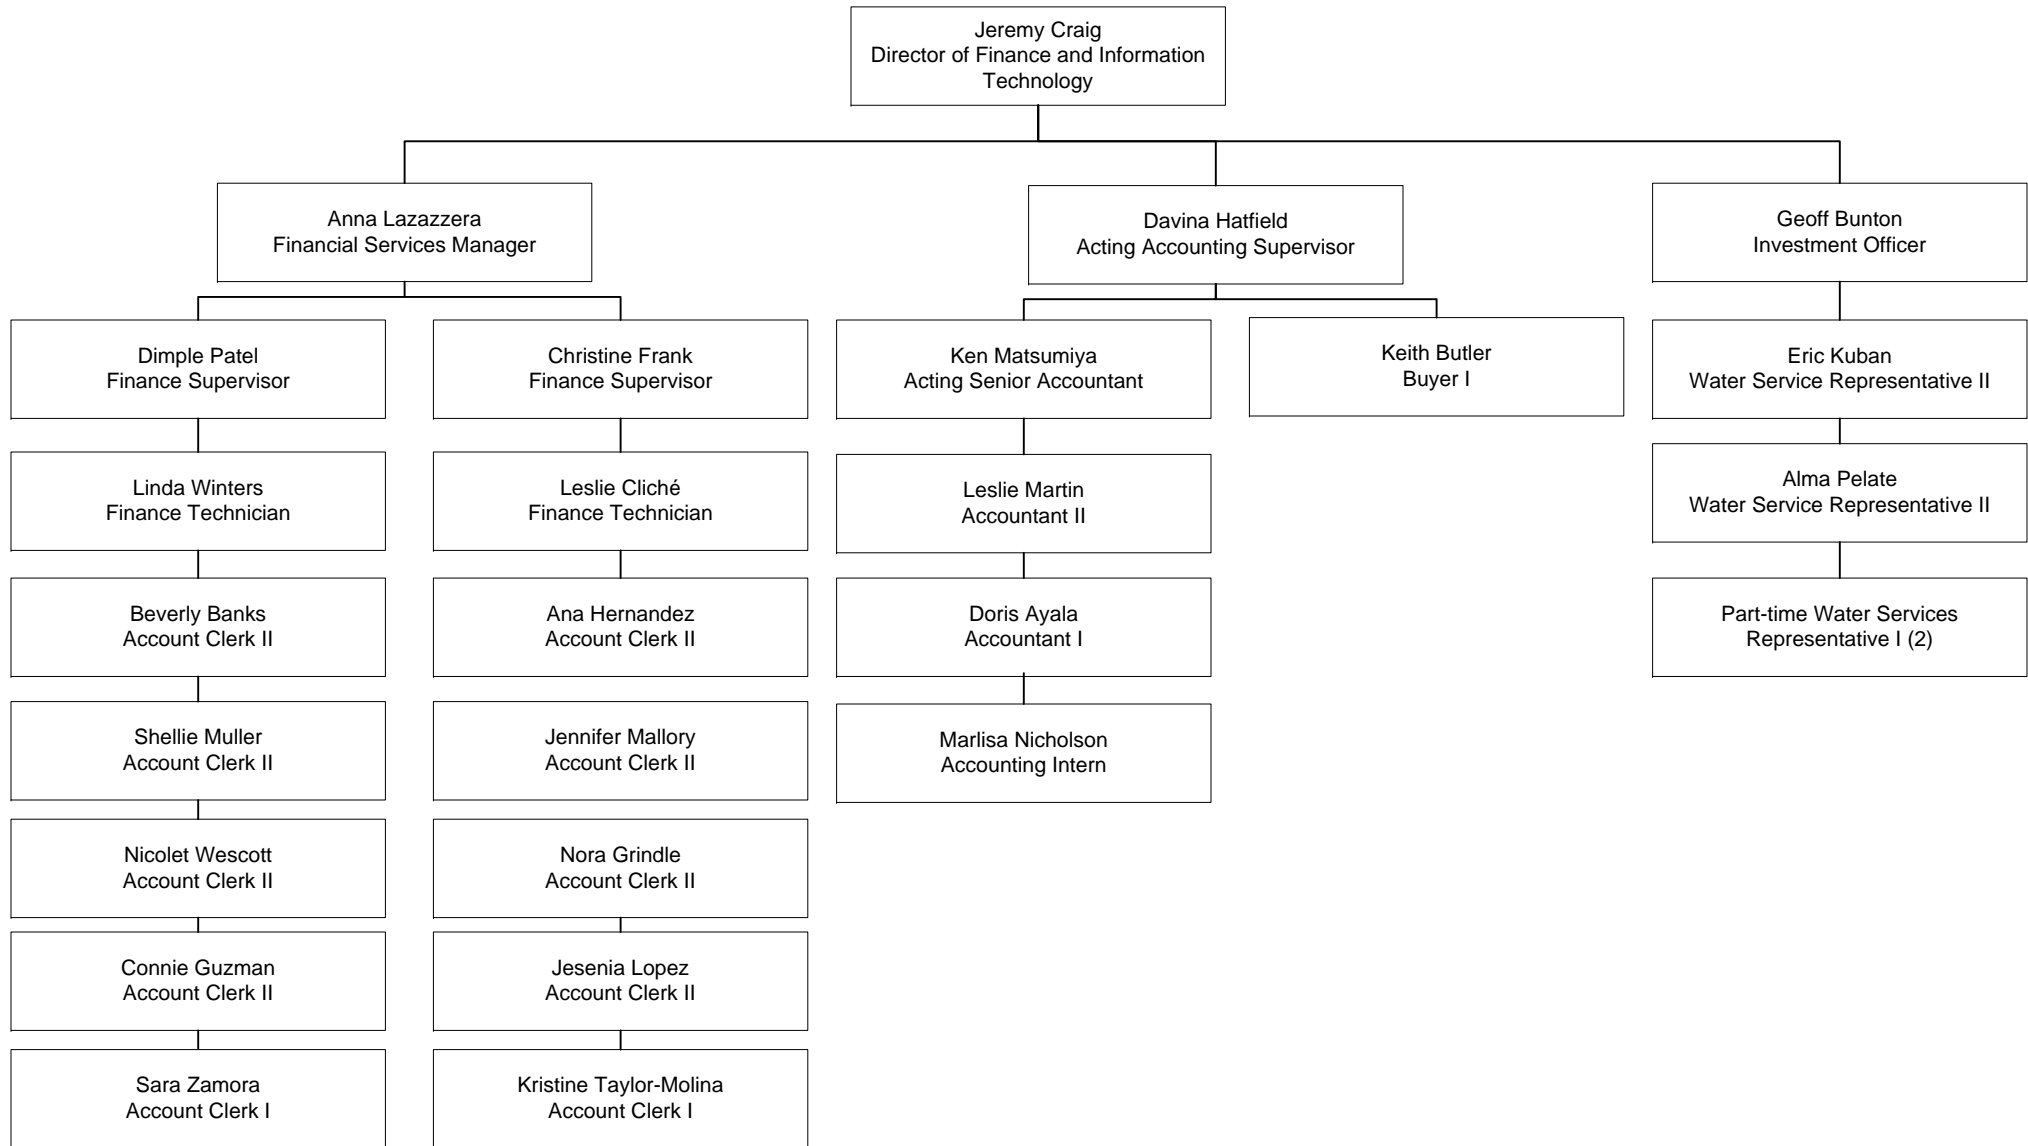 Jeremy Craig
Director of Finance and Information
Technology
Anna Lazazzera
Financial Services Manager
Davina Hatfield
Acting Accounting Supervisor
Geoff Bunton
Investment Officer
Dimple Patel
Finance Supervisor
Christine Frank
Finance Supervisor
Ken Matsumiya
Acting Senior Accountant
Keith Butler
Buyer I
Eric Kuban
Water Service Representative II
Linda Winters
Finance Technician
Leslie Cliché
Finance Technician
Leslie Martin
Accountant II
Alma Pelate
Water Service Representative II
Beverly Banks
Account Clerk II
Ana Hernandez
Account Clerk II
Doris Ayala
Accountant I
Part-time Water Services
Representative I (2)
Shellie Muller
Account Clerk II
Jennifer Mallory
Account Clerk II
Marlisa Nicholson
Accounting Intern
Nicolet Wescott
Account Clerk II
Nora Grindle
Account Clerk II
Connie Guzman
Account Clerk II
Jesenia Lopez
Account Clerk II
Sara Zamora
Account Clerk I
Kristine Taylor-Molina
Account Clerk I